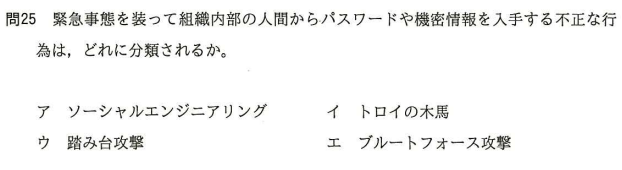 問25 緊急事態を装って組織内部の人間からパスワードや機密情報を入手する不正な行
為は，どれに分類されるか。
ア ソーシャルエンジニアリング イ トロイの木馬
ウ 踏み台攻撃 エ ブルートフォース攻撃